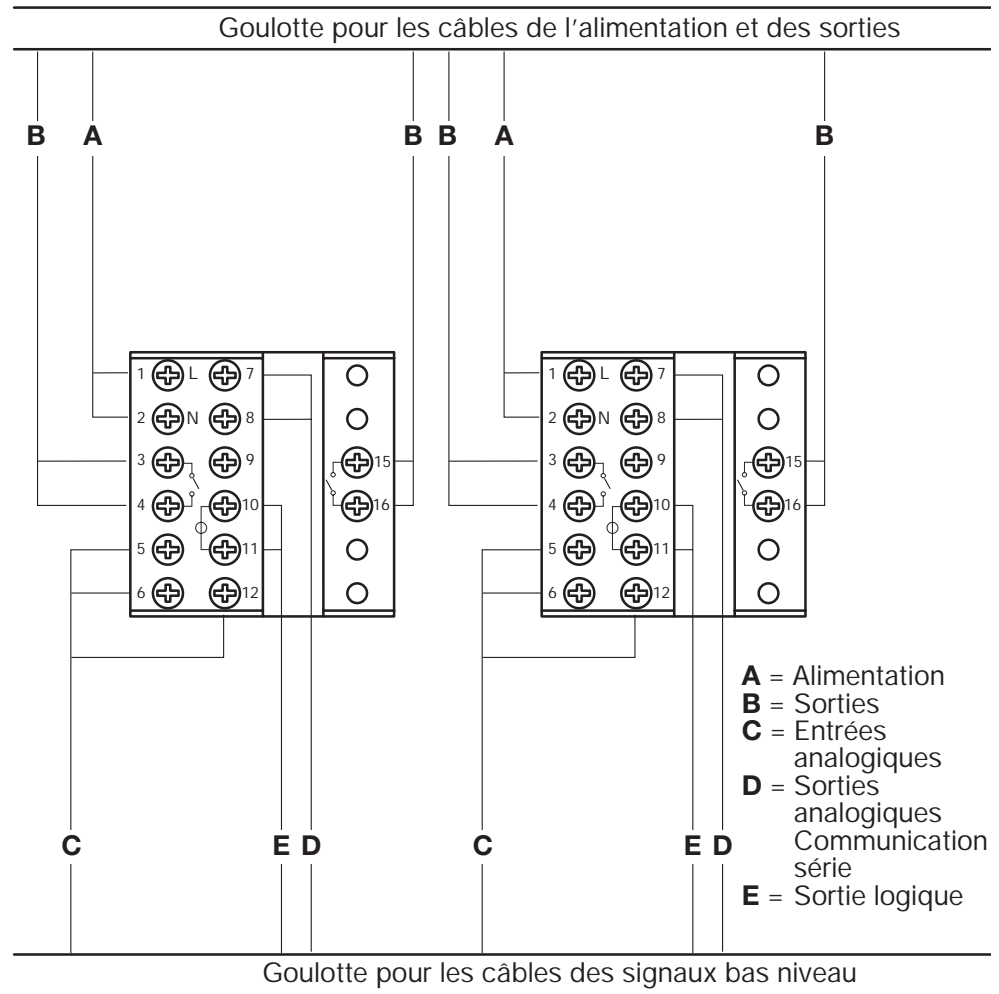 Goulotte pour les câbles de l'alimentation et des sorties
B A B B A B
1 L 7 1 L 7
2 N 8 2 N 8
3 9 15 3 9 15
4 10 16 4 10 16
5 11 5 11
6 12 6 12
A = Alimentation
B = Sorties
C = Entrées
analogiques
D = Sorties
analogiques
Communication
série
E = Sortie logique
C E D C E D
Goulotte pour les câbles des signaux bas niveau